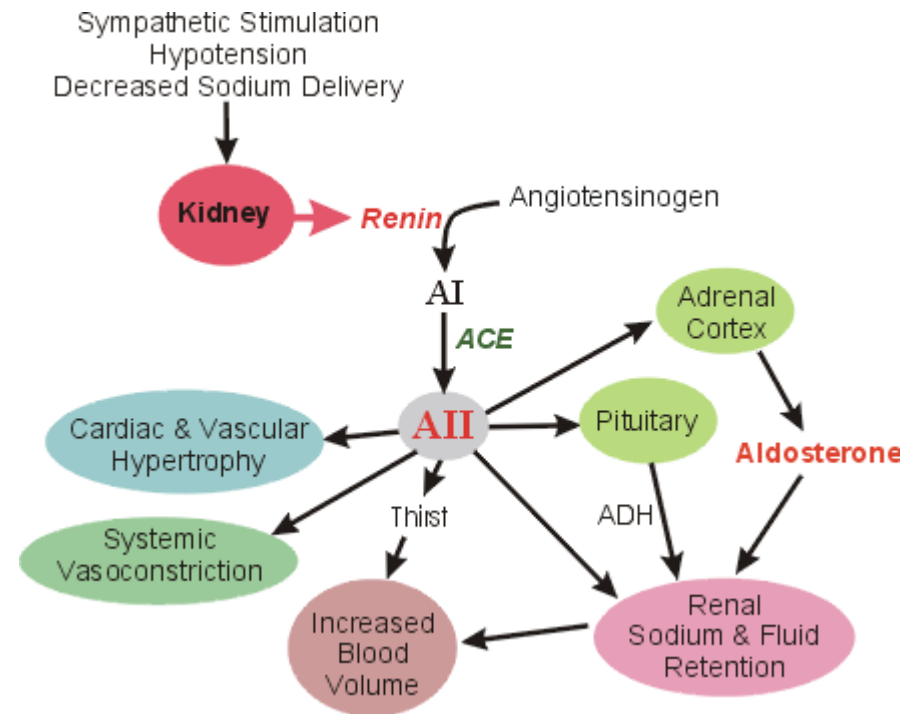 Sympathetic Stimulation
Hypotension
Decreased Sodium Delivery
Kidney
Renin
Angiotensinogen
AI
ACE
Adrenal
Cortex
AII
Cardiac & Vascular
Hypertrophy
Pituitary
Aldosterone
Thirst
ADH
Systemic
Vasoconstriction
Increased
Blood
Volume
Renal
Sodium & Fluid
Retention